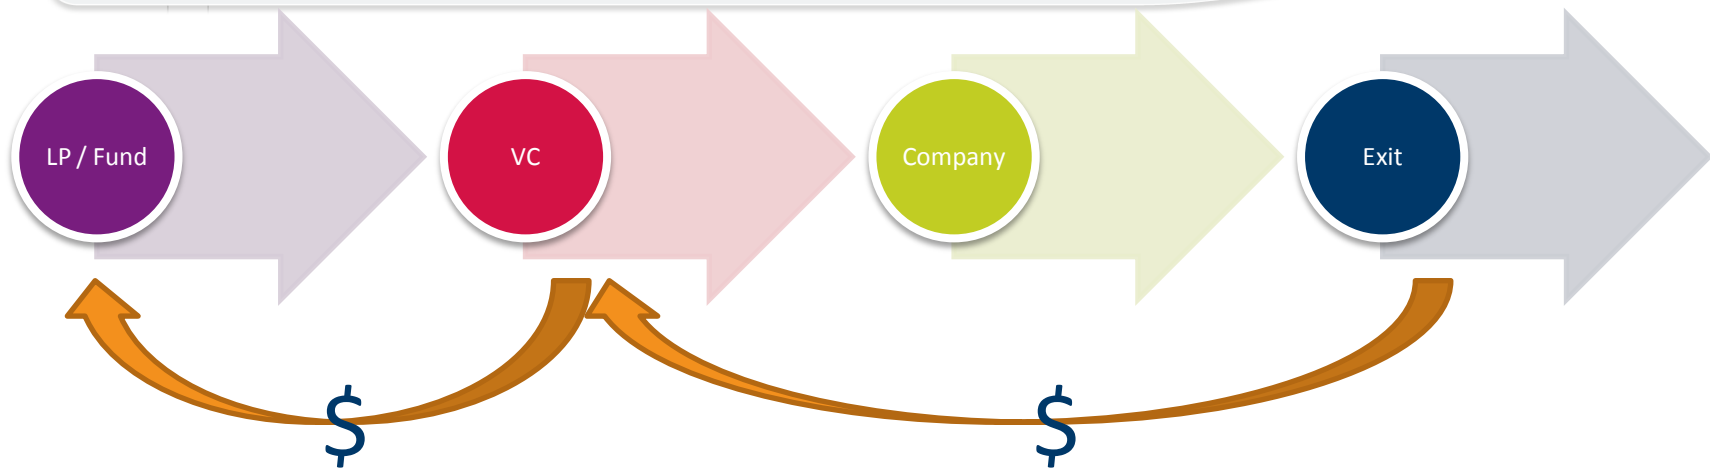 LP / Fund
VC
Company
Exit
$
$